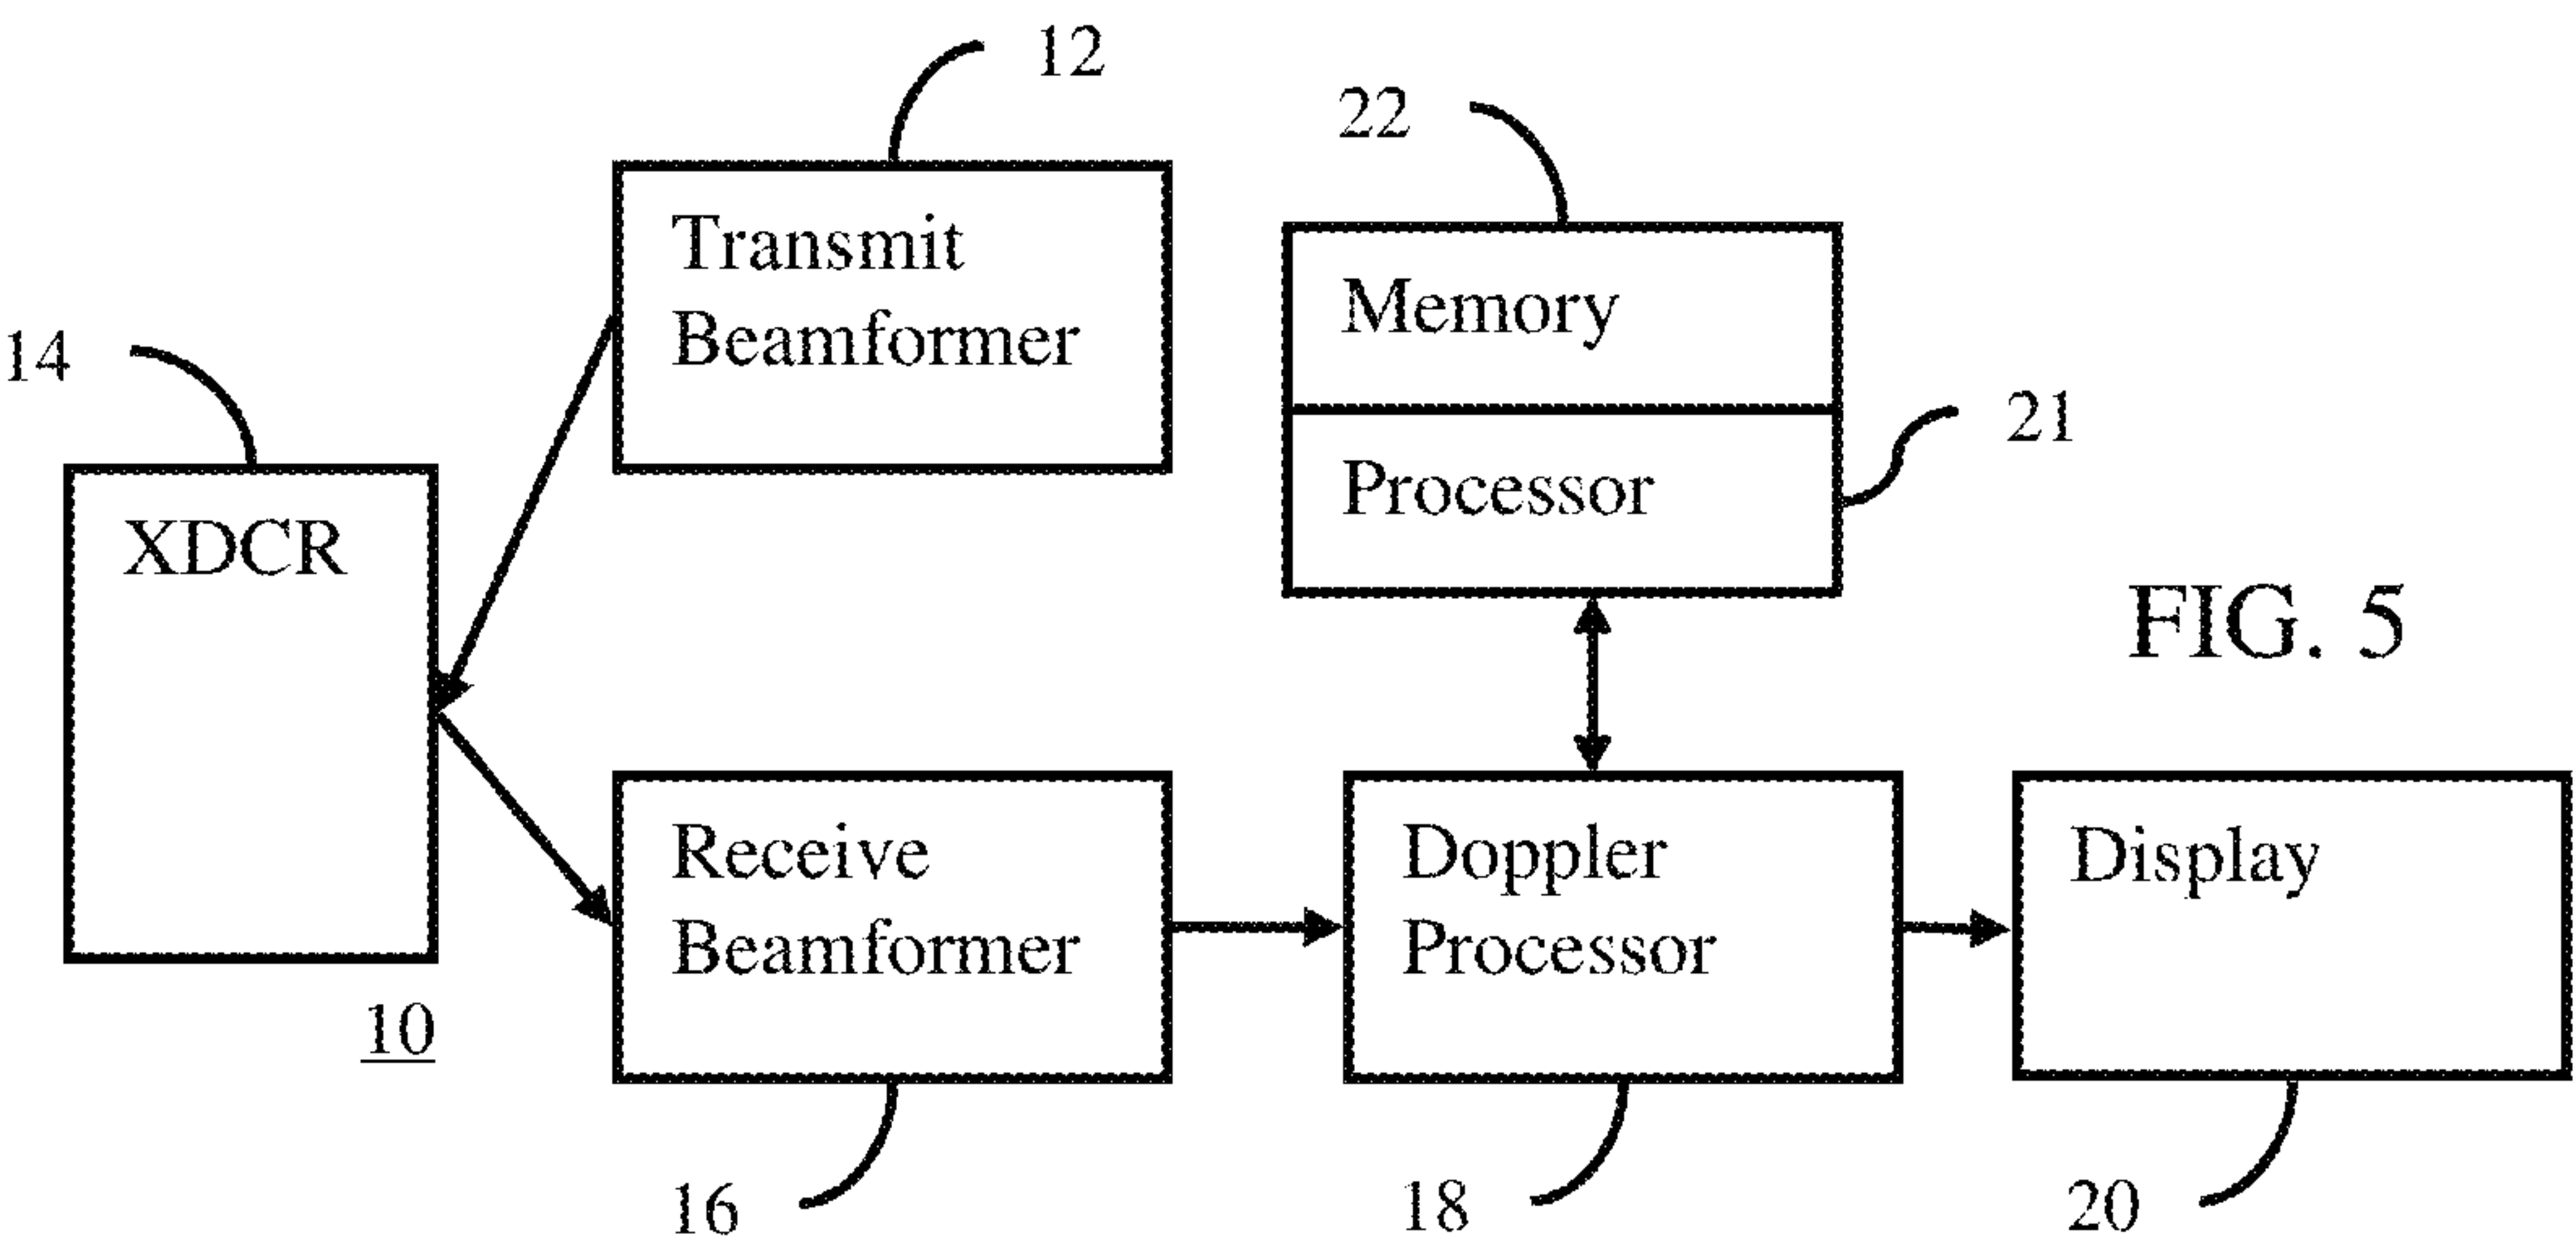 12
22
Transmit
Beamformer
Memory
14
21
Processor
XDCR
FIG. 5
Receive
Beamformer
Doppler
Processor
Display
10
16
18
20